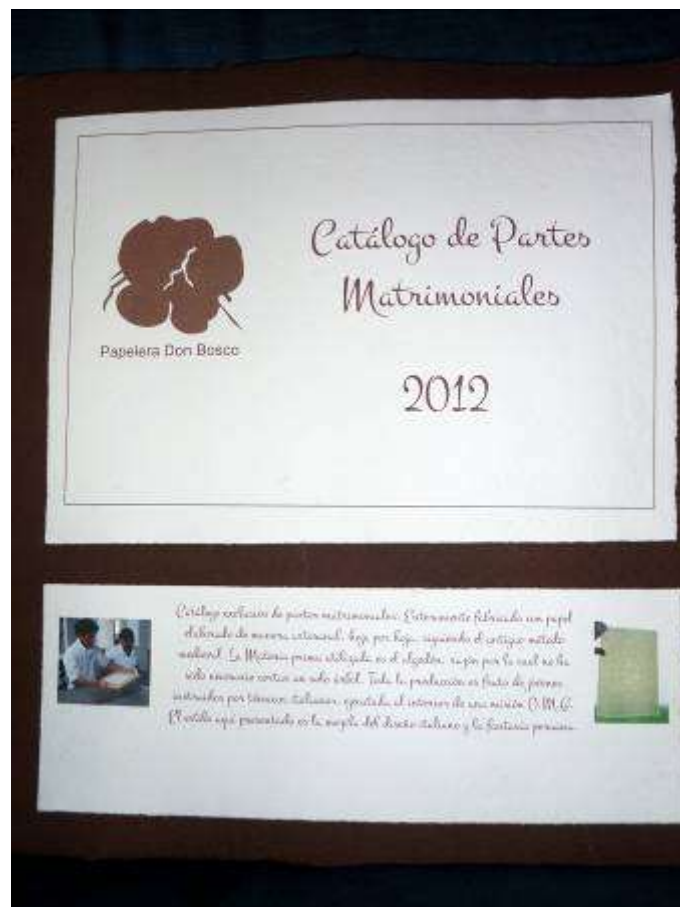 Catálogo de Partes
Matrimoniales
2012
Papelera Don Bosco
Catálogo exclusivo de partes matrimoniales. Enteramente fabricado con papel
elaborado de manera artesanal, hoja por hoja, siguiendo el antiguo método
medieval. La Materia prima utilizada es el algodón, razón por la cual no ha
sido necesario cortar un solo árbol. Toda la producción es fruto de jóvenes
instruidos por técnicos italianos, ejecutada al interior de una misión O.M.G.
El estilo aquí presentado es la mezcla del diseño italiano y la fantasía peruana.